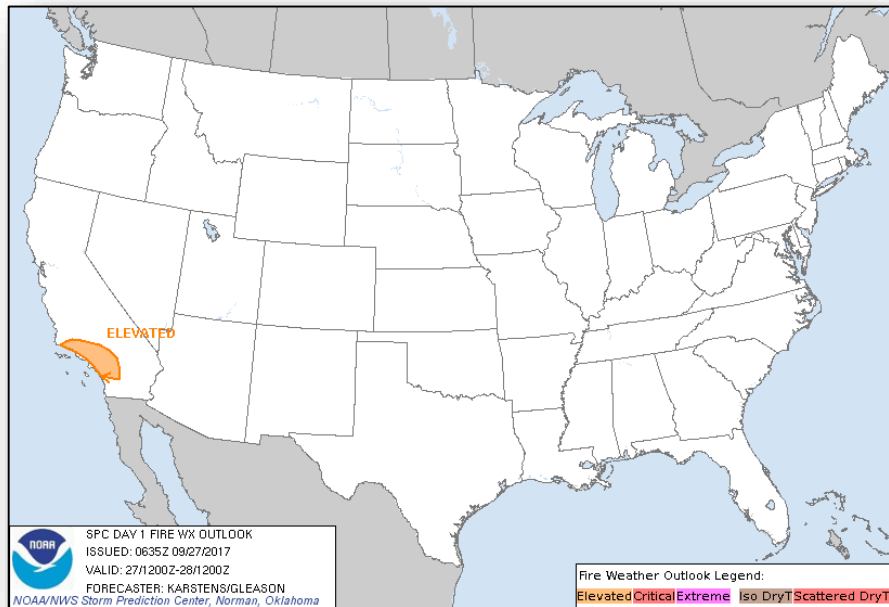 ELEVATED
NOAA
SPC DAY 1 FIRE WX OUTLOOK
ISSUED: 0635Z 09/27/2017
VALID: 27/1200Z-28/1200Z
FORECASTER: KARSTENS/GLEASON
NOAA/NWS Storm Prediction Center, Norman, Oklahoma
Fire Weather Outlook Legend:
Elevated Critical Extreme Iso DryT Scattered DryT